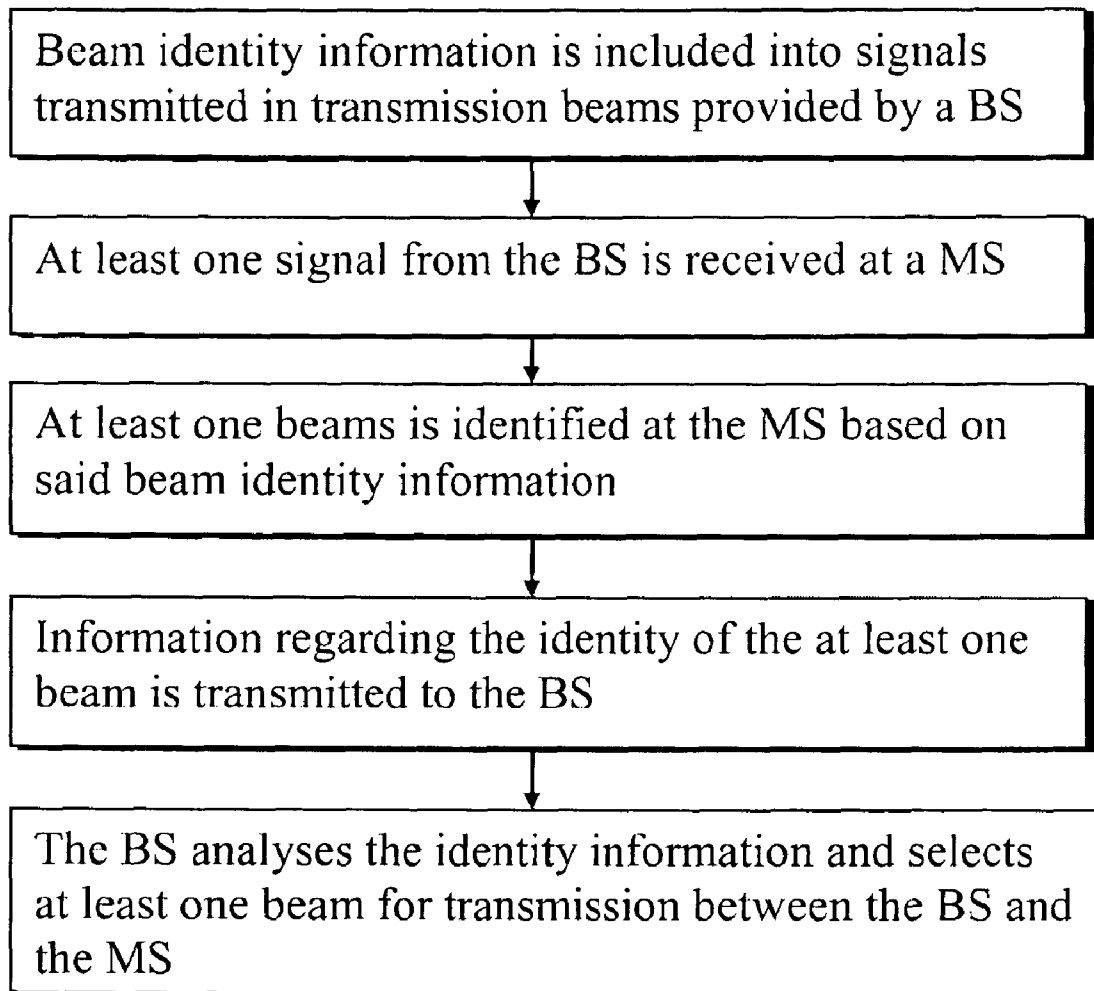 Beam identity information is included into signals
transmitted in transmission beams provided by a BS
At least one signal from the BS is received at a MS
At least one beams is identified at the MS based on
said beam identity information
Information regarding the identity of the at least one
beam is transmitted to the BS
The BS analyses the identity information and selects
at least one beam for transmission between the BS and
the MS